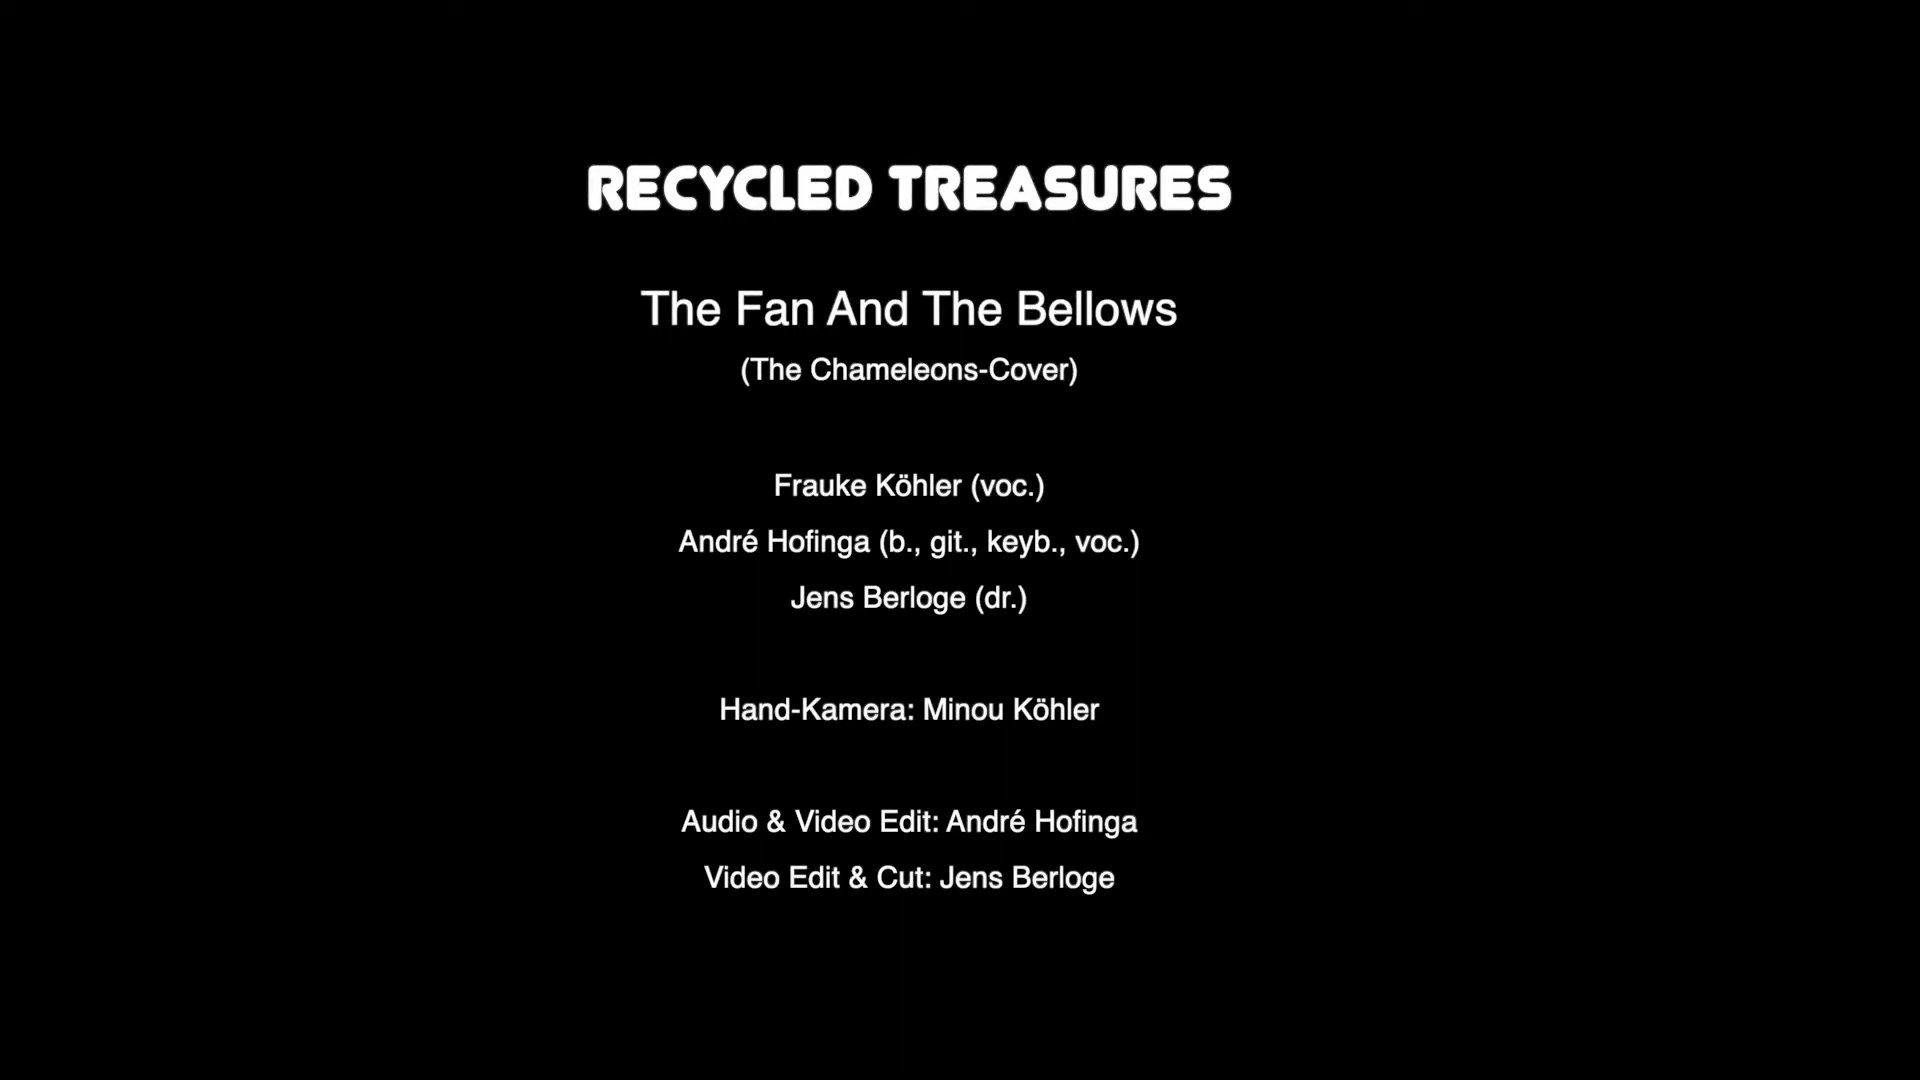 RECYCLED TREASURES
The Fan And The Bellows
(The Chameleons-Cover)
Frauke Köhler (voc.)
André Hofinga (b., git., keyb., voc.)
Jens Berloge (dr.)
Hand-Kamera: Minou Köhler
Audio & Video Edit: André Hofinga
Video Edit & Cut: Jens Berloge